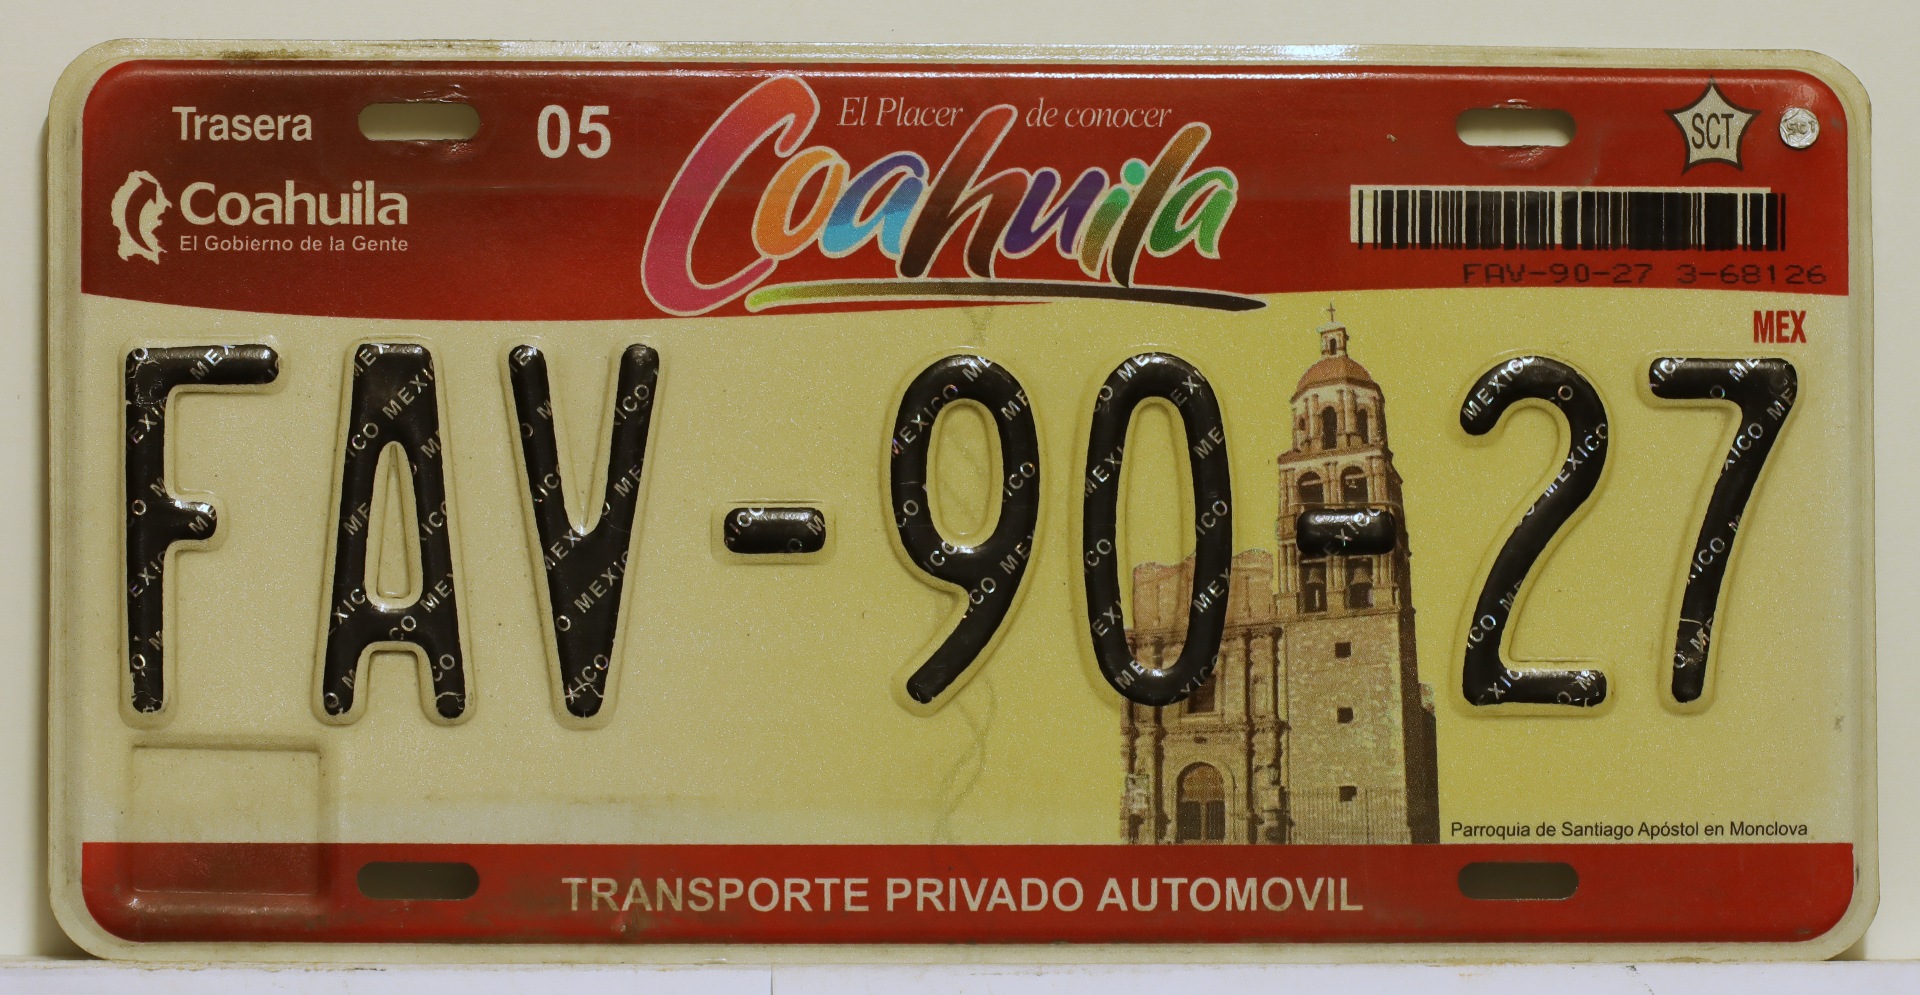 Trasera
05
El Placer de conocer
Coahuila
SCT
SCT
Coahuila
El Gobierno de la Gente
FAV-90-27 3-68126
MEX
FAV-90-27
Parroquia de Santiago Apóstol en Monclova
TRANSPORTE PRIVADO AUTOMOVIL